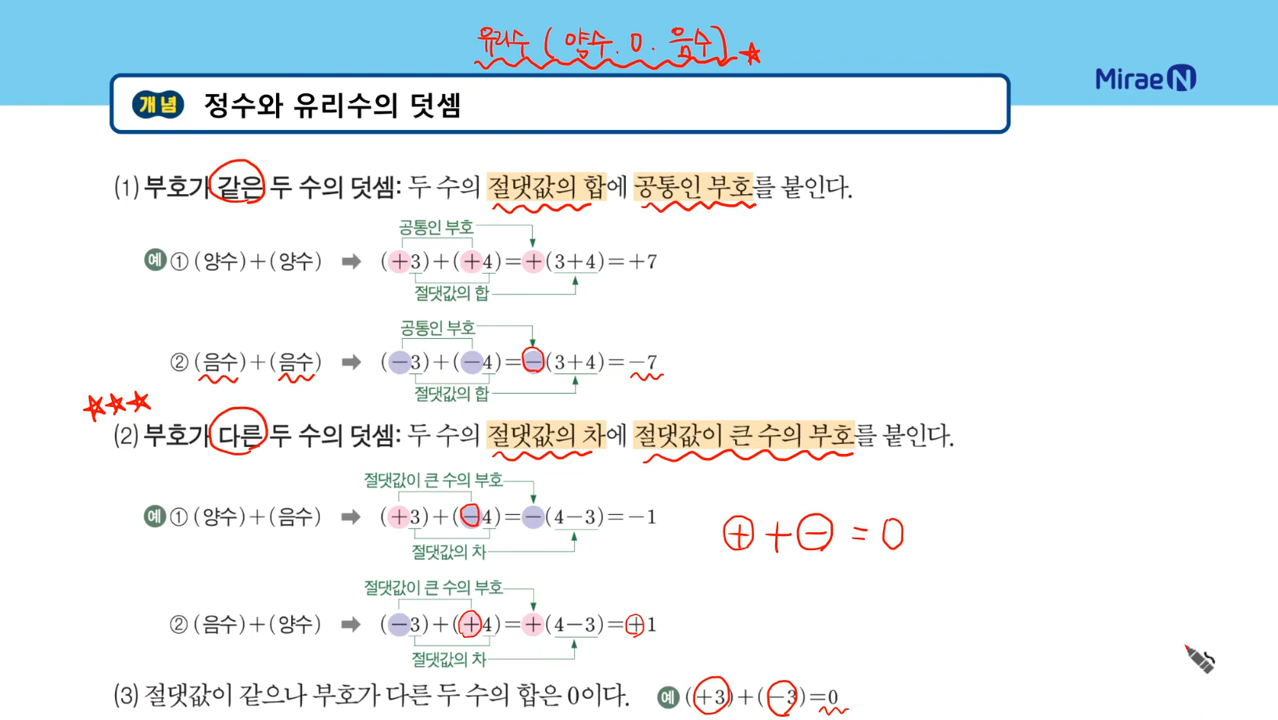 유리수 (양수. 0. 음수) ☆
Mirae N
개념 정수와 유리수의 덧셈
(1) 부호가 같은 두 수의 덧셈: 두 수의 절댓값의 합에 공통인 부호를 붙인다.
공통인 부호
예 ① (양수)+(양수) ➡ (+3)+(+4)=+(3+4)=+7
절댓값의 합
공통인 부호
② (음수)+(음수) ➡ (-3)+(-4)=-(3+4)=-7
절댓값의 합
☆☆☆
(2) 부호가 다른 두 수의 덧셈: 두 수의 절댓값의 차에 절댓값이 큰 수의 부호를 붙인다.
절댓값이 큰 수의 부호
예 ① (양수)+(음수) ➡ (+3)+(-4)=-(4-3)=-1
절댓값의 차
⊕+⊖=0
절댓값이 큰 수의 부호
② (음수)+(양수) ➡ (-3)+(+4)=+(4-3)=+1
절댓값의 차
(3) 절댓값이 같으나 부호가 다른 두 수의 합은 0이다. 예 (+3)+(-3)=0